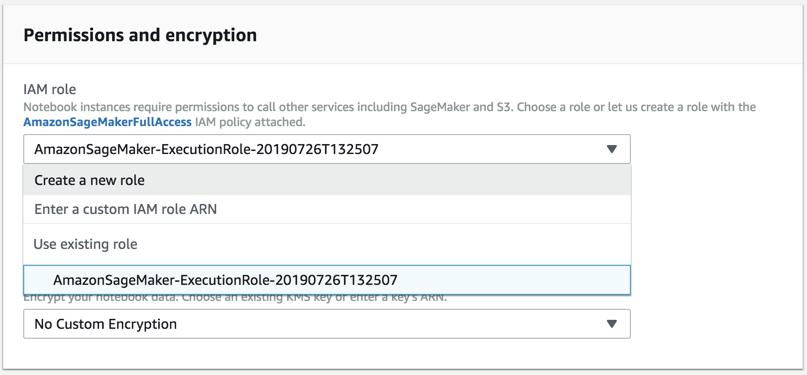 Permissions and encryption
IAM role
Notebook instances require permissions to call other services including SageMaker and S3. Choose a role or let us create a role with the
AmazonSageMakerFullAccess IAM policy attached.
AmazonSageMaker-ExecutionRole-20190726T132507
Create a new role
Enter a custom IAM role ARN
Use existing role
AmazonSageMaker-ExecutionRole-20190726T132507
Encrypt your notebook data. Choose an existing KMS key or enter a key's ARN.
No Custom Encryption